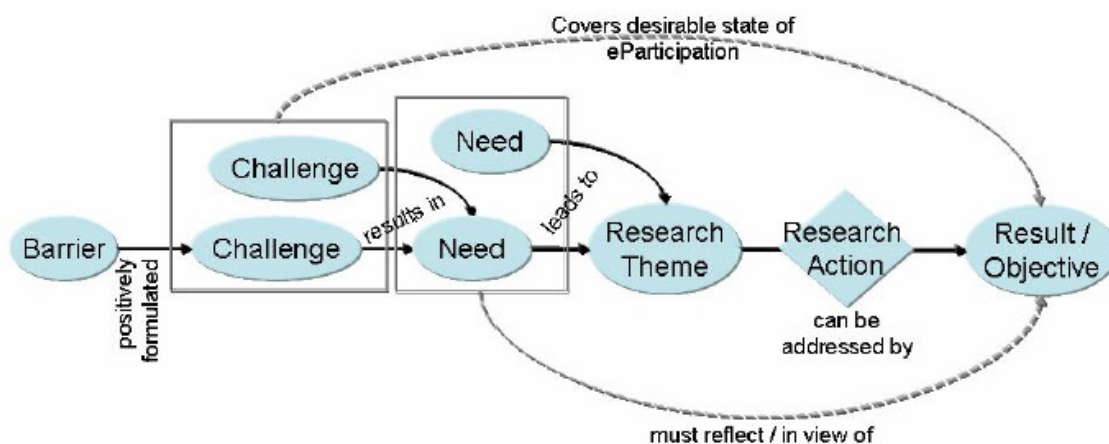 Covers desirable state of
eParticipation
Need
Challenge
results in
leads to
Barrier
Challenge
Need
Research
Theme
Research
Action
Result /
Objective
positively
formulated
can be
addressed by
must reflect / in view of